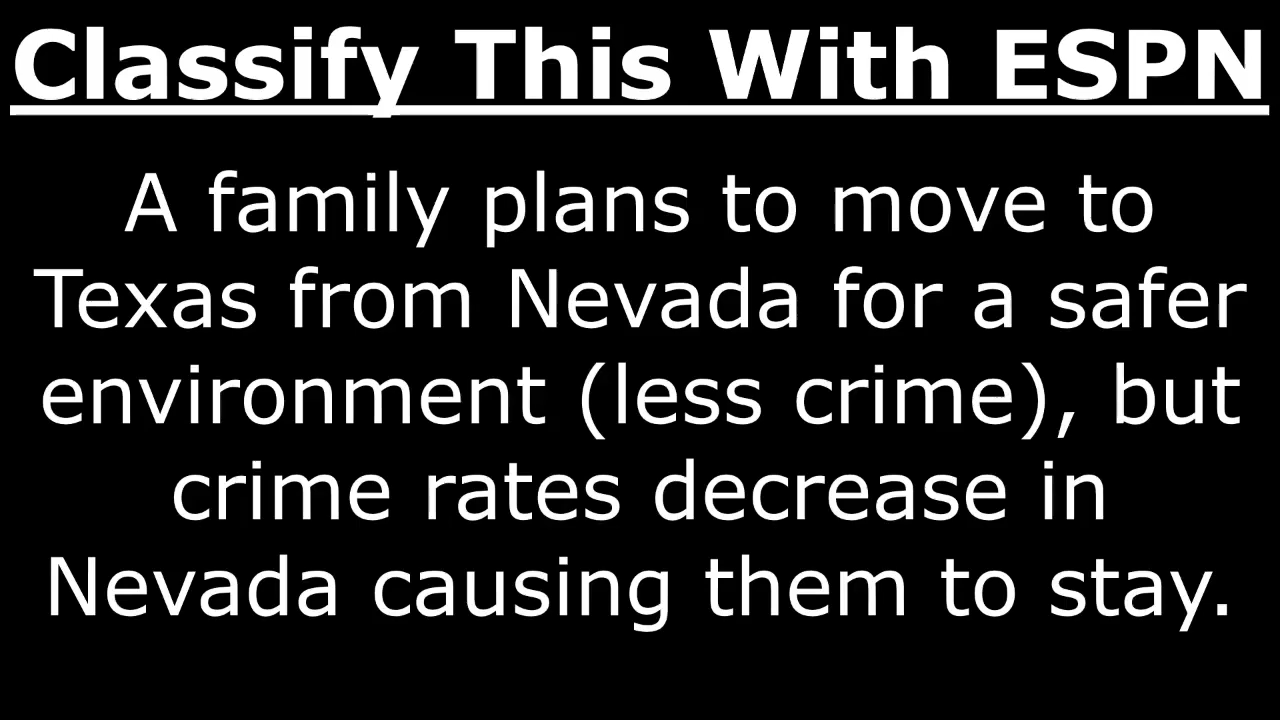 Classify This With ESPN
A family plans to move to
Texas from Nevada for a safer
environment (less crime), but
crime rates decrease in
Nevada causing them to stay.